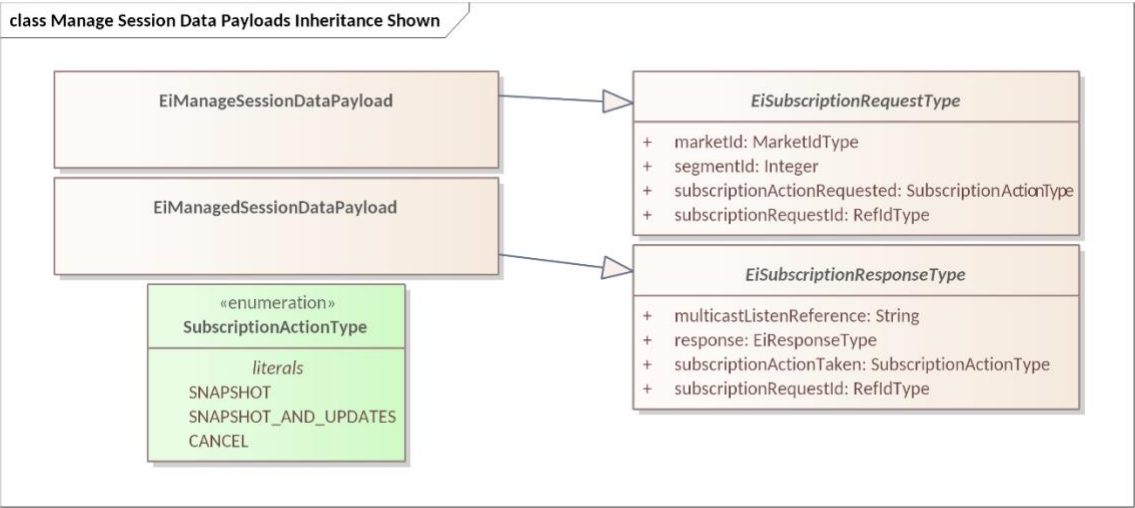 class Manage Session Data Payloads Inheritance Shown
EiManageSessionDataPayload
EiManagedSessionDataPayload
«enumeration»
SubscriptionActionType
literals
SNAPSHOT
SNAPSHOT_AND_UPDATES
CANCEL
EiSubscriptionRequestType
+ marketId: MarketIdType
+ segmentId: Integer
+ subscriptionActionRequested: SubscriptionActionType
+ subscriptionRequestId: RefIdType
EiSubscriptionResponseType
+ multicastListenReference: String
+ response: EiResponseType
+ subscriptionActionTaken: SubscriptionActionType
+ subscriptionRequestId: RefIdType